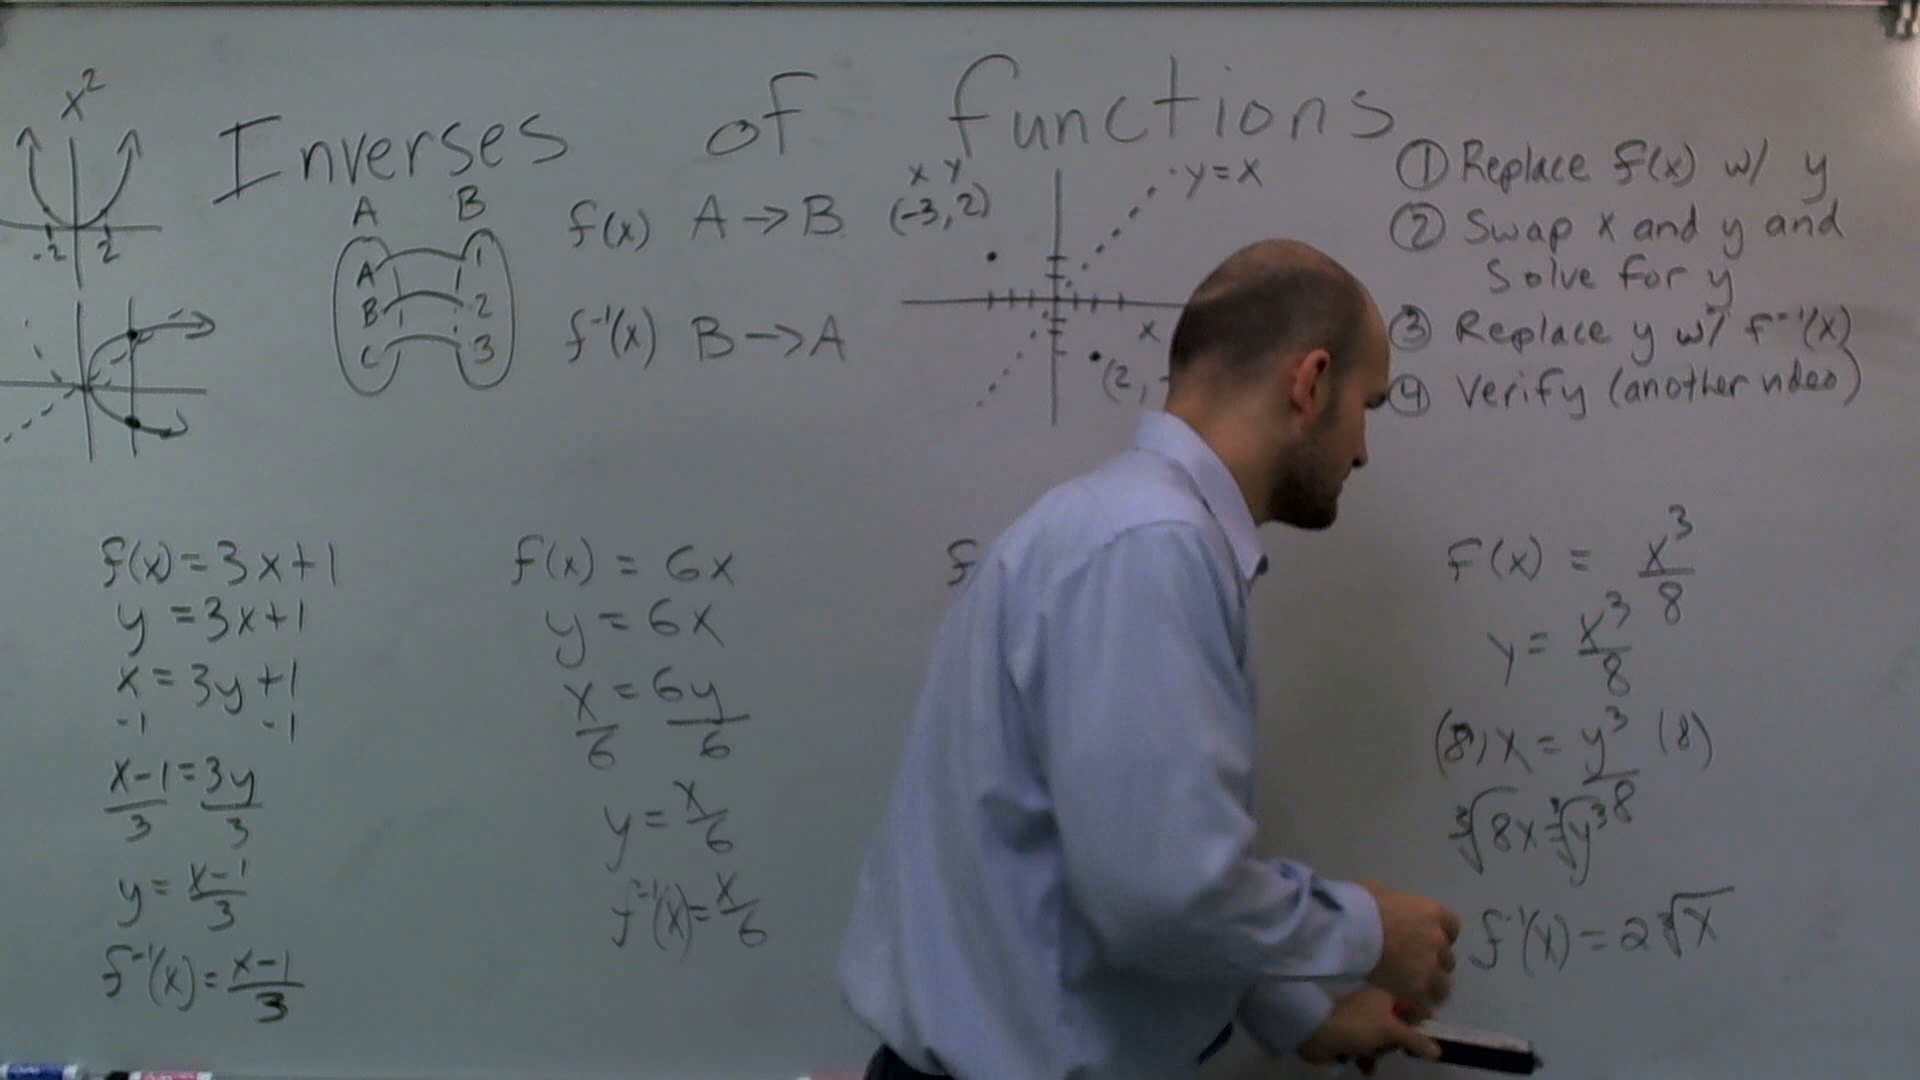 Inverses of functions
x²
-2 2
A B
A 1
B 2
C 3
f(x) A → B
f⁻¹(x) B → A
x y
(-3, 2)
y = x
x
(2, -
① Replace f(x) w/ y
② Swap x and y and
solve for y
③ Replace y w/ f⁻¹(x)
④ Verify (another video)
f(x) = 3x+1
y = 3x+1
x = 3y+1
-1 -1
x-1 = 3y
3 3
y = x-1
3
f⁻¹(x) = x-1
3
f(x) = 6x
y = 6x
x = 6y
6 6
y = x/6
f⁻¹(x) = x/6
f
f(x) = x³
8
y = x³
8
(8)x = y³ (8)
8
∛8x = ∛y³
f⁻¹(x) = 2∛x